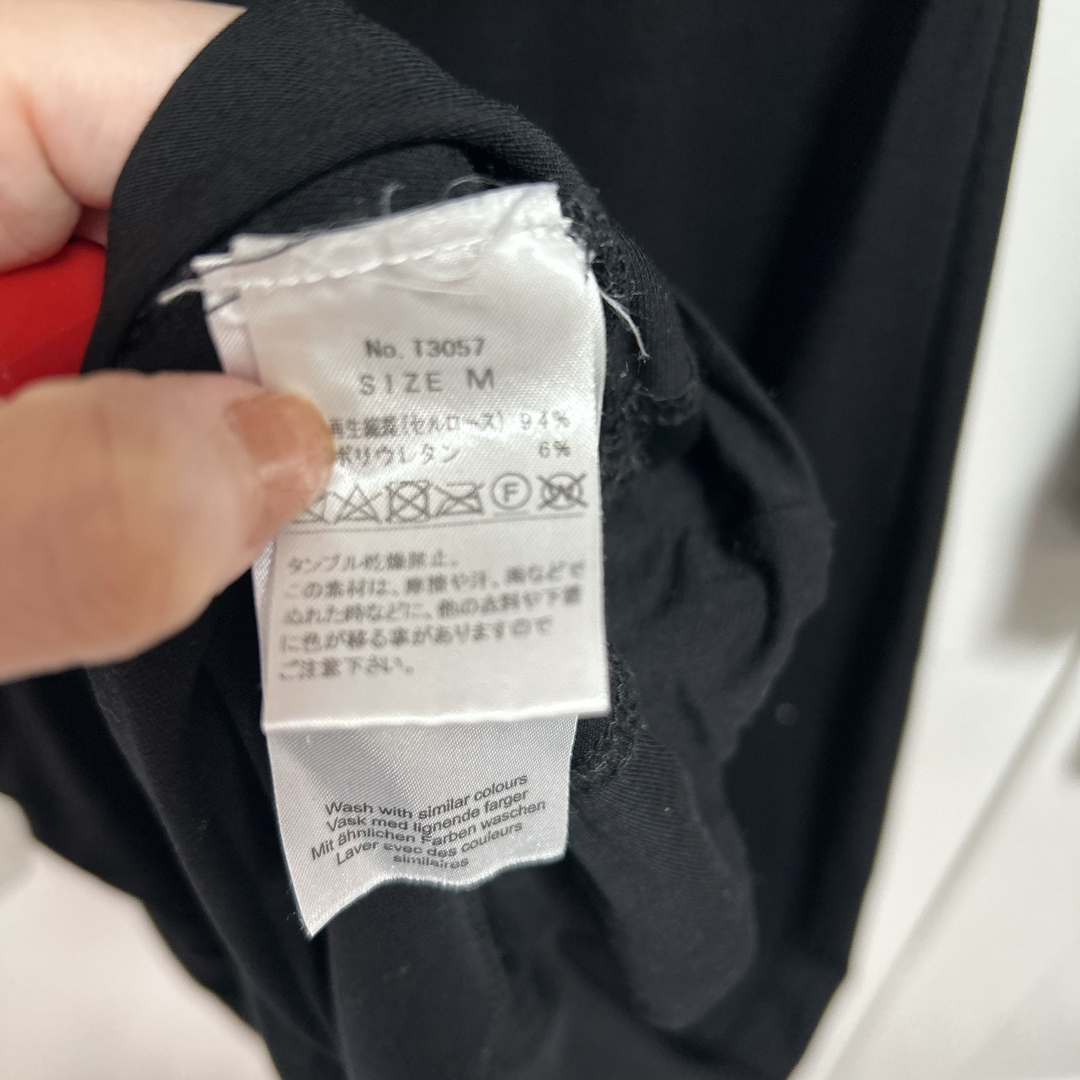 No. T3057
SIZE M
再生繊維(セルロース) 94%
ポリウレタン 6%
F W
タンブル乾燥禁止。
この素材は、摩擦や汗、雨などで
ぬれた時などに、他の衣料や下着
に色が移る事がありますので
ご注意下さい。
Wash with similar colours
Vask med lignende farger
Mit ähnlichen Farben waschen
Laver avec des couleurs
similaires